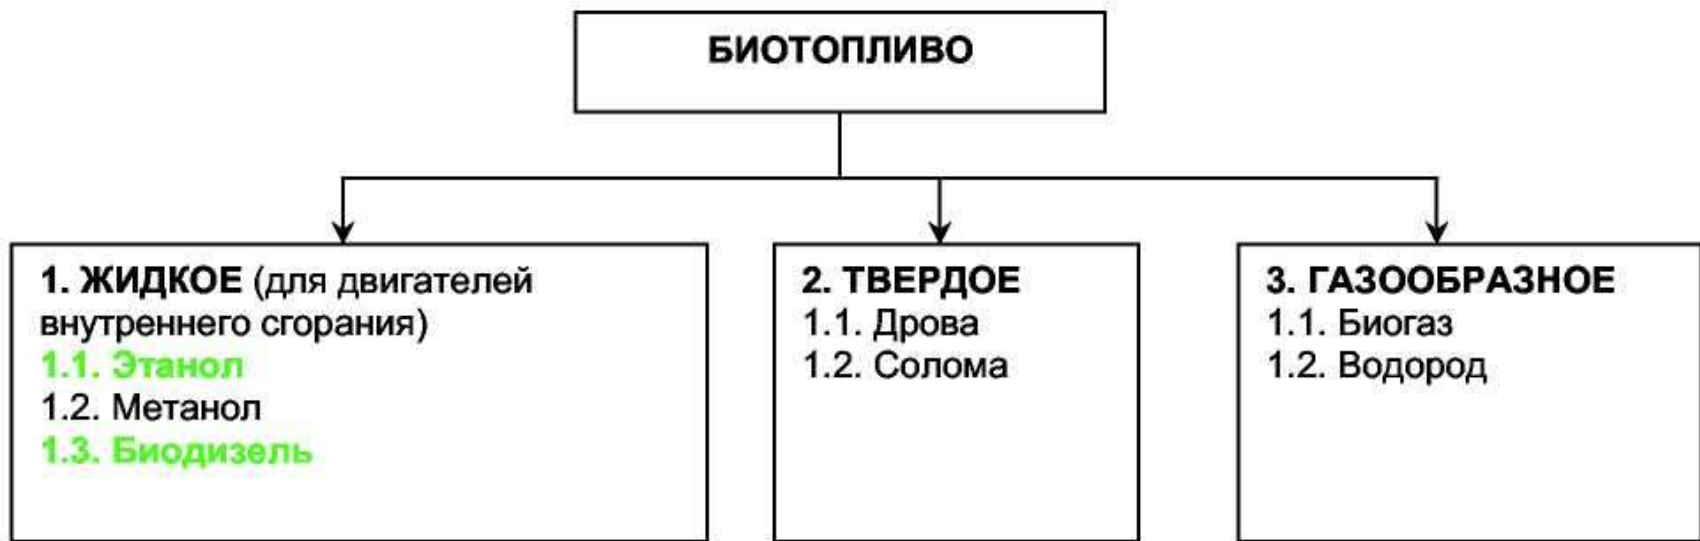 БИОТОПЛИВО
1. ЖИДКОЕ (для двигателей
внутреннего сгорания)
1.1. Этанол
1.2. Метанол
1.3. Биодизель
2. ТВЕРДОЕ
1.1. Дрова
1.2. Солома
3. ГАЗООБРАЗНОЕ
1.1. Биогаз
1.2. Водород